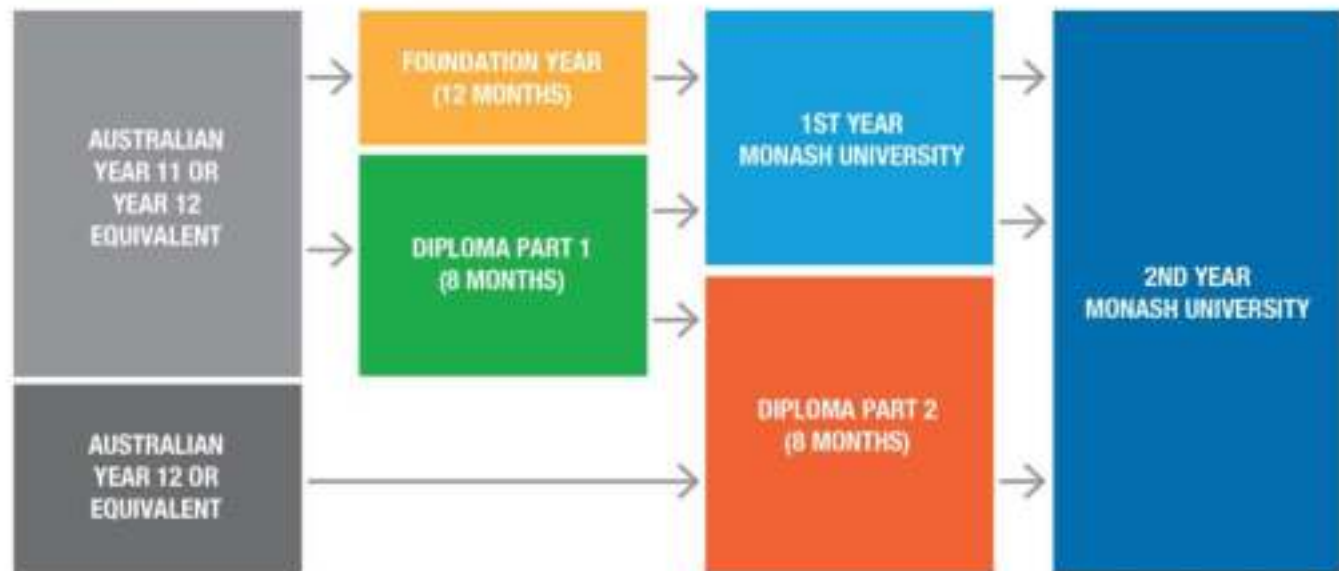 AUSTRALIAN
YEAR 11 OR
YEAR 12
EQUIVALENT
FOUNDATION YEAR
(12 MONTHS)
DIPLOMA PART 1
(8 MONTHS)
1ST YEAR
MONASH UNIVERSITY
2ND YEAR
MONASH UNIVERSITY
AUSTRALIAN
YEAR 12 OR
EQUIVALENT
DIPLOMA PART 2
(8 MONTHS)